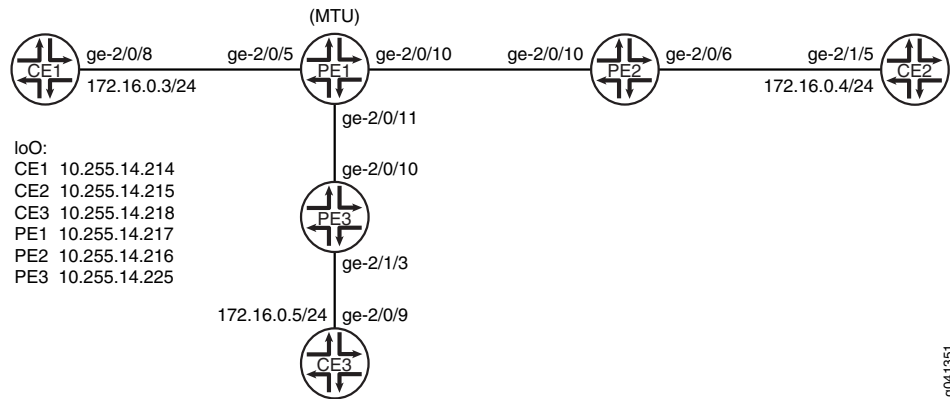 (MTU)
ge-2/0/8
ge-2/0/5
ge-2/0/10
ge-2/0/10
ge-2/0/6
ge-2/1/5
CE1
PE1
PE2
CE2
172.16.0.3/24
172.16.0.4/24
ge-2/0/11
lo0:
CE1 10.255.14.214
CE2 10.255.14.215
CE3 10.255.14.218
PE1 10.255.14.217
PE2 10.255.14.216
PE3 10.255.14.225
ge-2/0/10
PE3
ge-2/1/3
172.16.0.5/24
ge-2/0/9
CE3
g041351